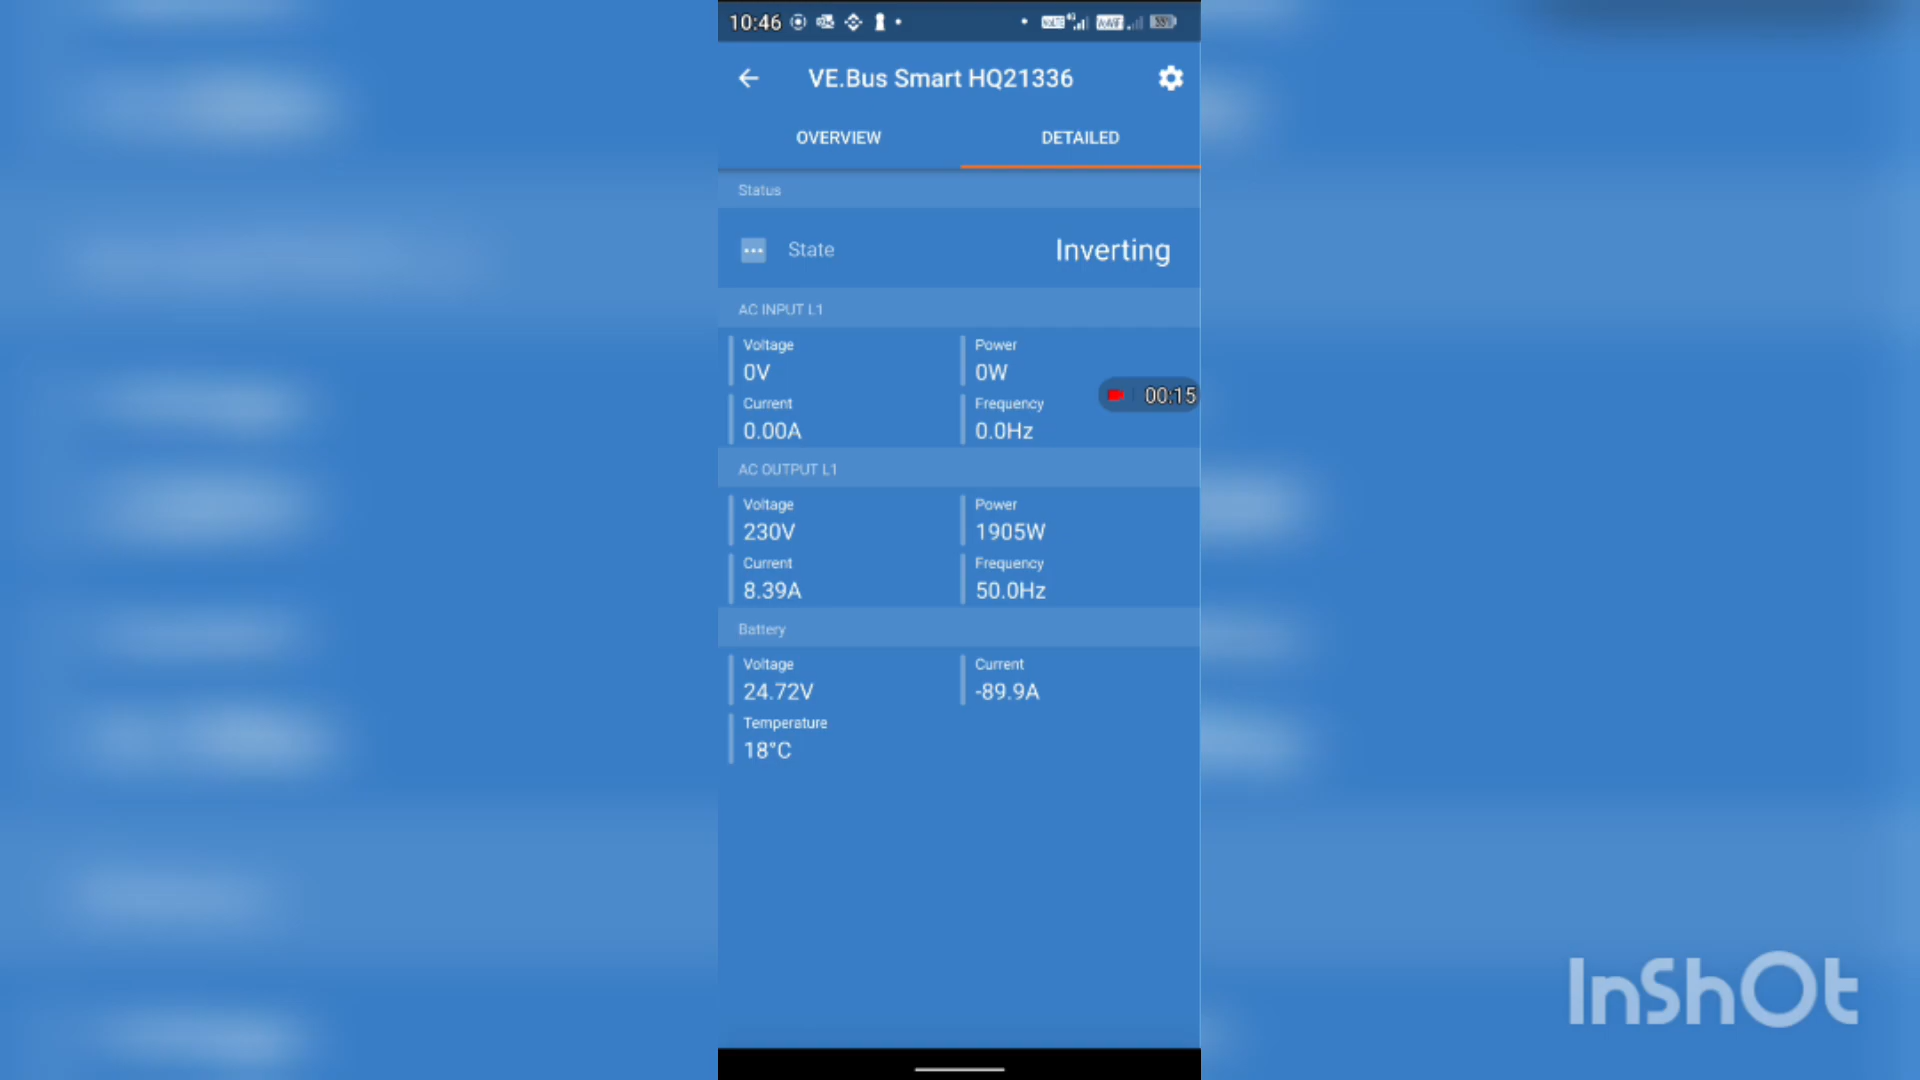 10:46
VE.Bus Smart HQ21336
OVERVIEW DETAILED
Status
State Inverting
AC INPUT L1
Voltage Power
0V 0W
00:15
Current Frequency
0.00A 0.0Hz
AC OUTPUT L1
Voltage Power
230V 1905W
Current Frequency
8.39A 50.0Hz
Battery
Voltage Current
24.72V -89.9A
Temperature
18°C
InShOt